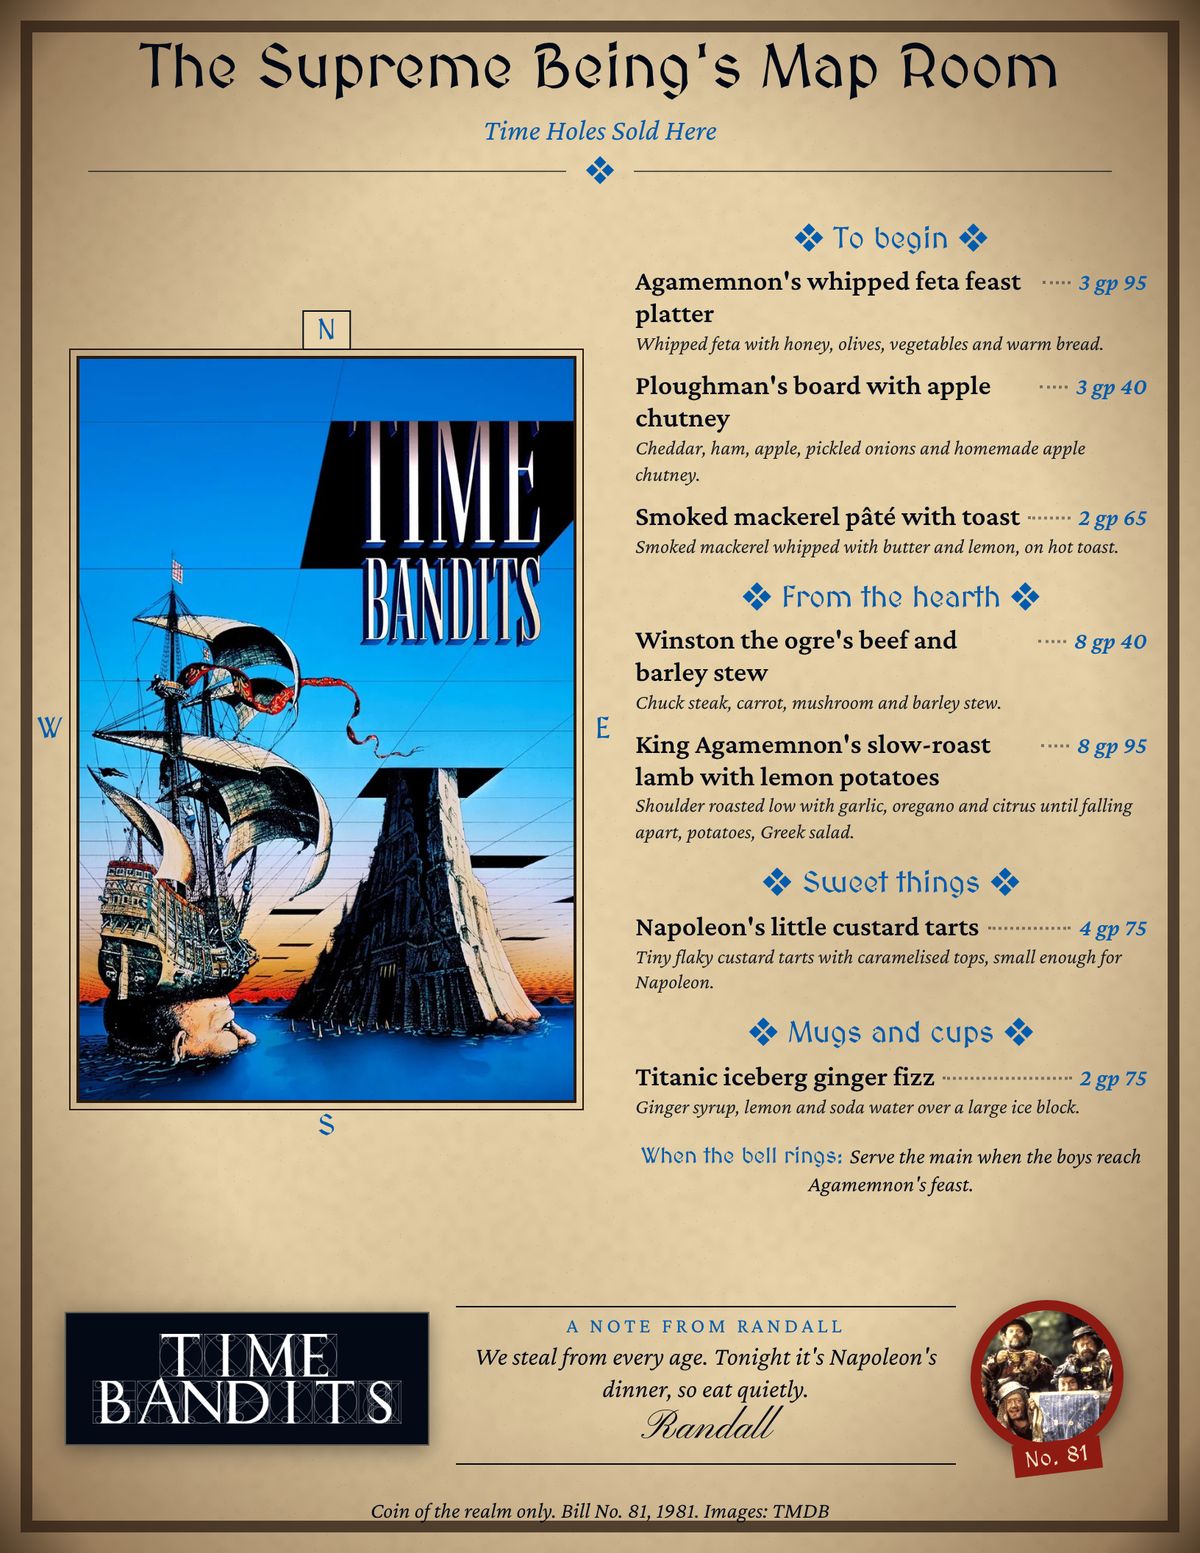 The Supreme Being's Map Room
Time Holes Sold Here
N
W
E
S
TIME
BANDITS
To begin
Agamemnon's whipped feta feast platter ····· 3 gp 95
Whipped feta with honey, olives, vegetables and warm bread.
Ploughman's board with apple chutney ····· 3 gp 40
Cheddar, ham, apple, pickled onions and homemade apple
chutney.
Smoked mackerel pâté with toast ······· 2 gp 65
Smoked mackerel whipped with butter and lemon, on hot toast.
From the hearth
Winston the ogre's beef and barley stew ····· 8 gp 40
Chuck steak, carrot, mushroom and barley stew.
King Agamemnon's slow-roast lamb with lemon potatoes ····· 8 gp 95
Shoulder roasted low with garlic, oregano and citrus until falling
apart, potatoes, Greek salad.
Sweet things
Napoleon's little custard tarts ············· 4 gp 75
Tiny flaky custard tarts with caramelised tops, small enough for
Napoleon.
Mugs and cups
Titanic iceberg ginger fizz ····················· 2 gp 75
Ginger syrup, lemon and soda water over a large ice block.
When the bell rings: Serve the main when the boys reach
Agamemnon's feast.
TIME
BANDITS
A NOTE FROM RANDALL
We steal from every age. Tonight it's Napoleon's
dinner, so eat quietly.
Randall
No. 81
Coin of the realm only. Bill No. 81, 1981. Images: TMDB